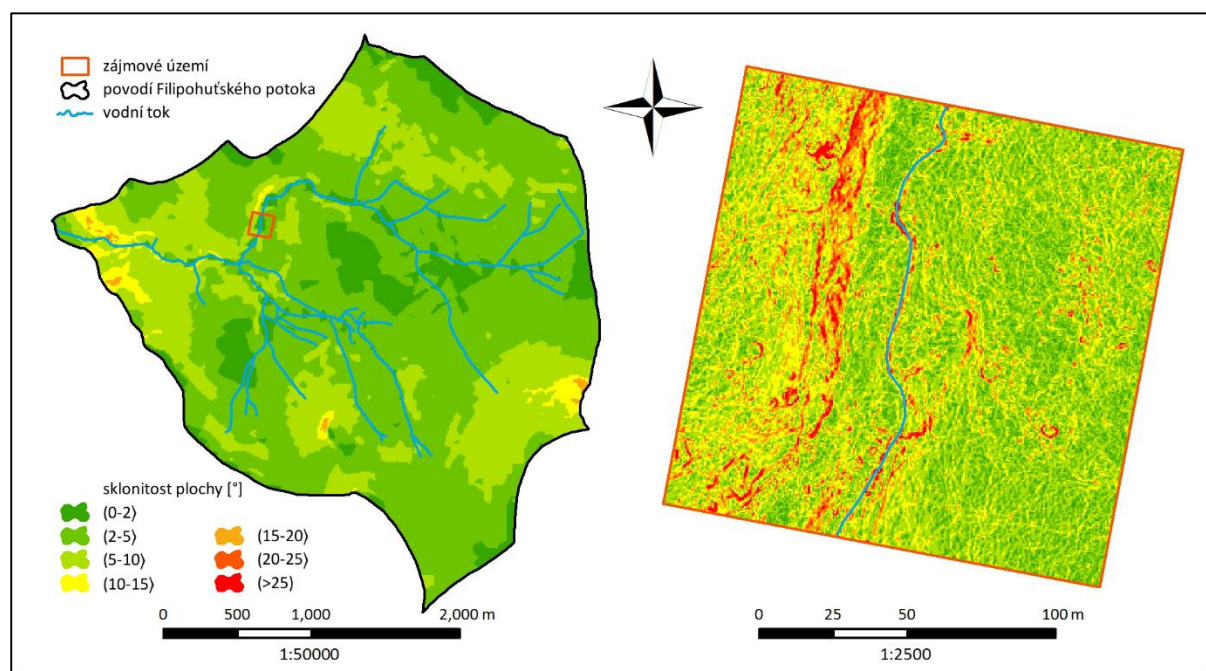 zájmové území
povodí Filipohuťského potoka
vodní tok
sklonitost plochy [°]
(0-2⟩
(2-5⟩
(5-10⟩
(10-15⟩
(15-20⟩
(20-25⟩
(>25⟩
0 500 1,000 2,000 m
1:50000
0 25 50 100 m
1:2500